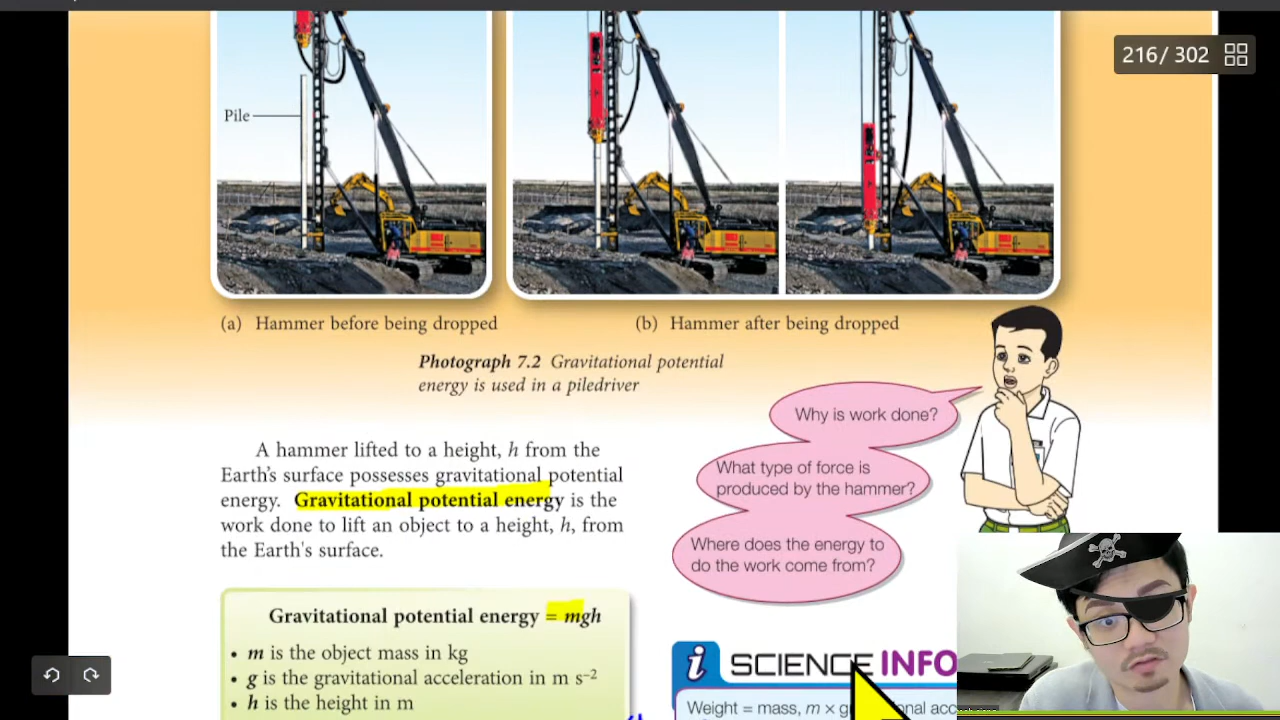 216/ 302
Pile
(a) Hammer before being dropped
(b) Hammer after being dropped
Photograph 7.2 Gravitational potential
energy is used in a piledriver
Why is work done?
What type of force is
produced by the hammer?
Where does the energy to
do the work come from?
A hammer lifted to a height, h from the
Earth's surface possesses gravitational potential
energy. Gravitational potential energy is the
work done to lift an object to a height, h, from
the Earth's surface.
Gravitational potential energy = mgh
• m is the object mass in kg
• g is the gravitational acceleration in m s⁻²
• h is the height in m
i SCIENCE INFO
Weight = mass, m ×